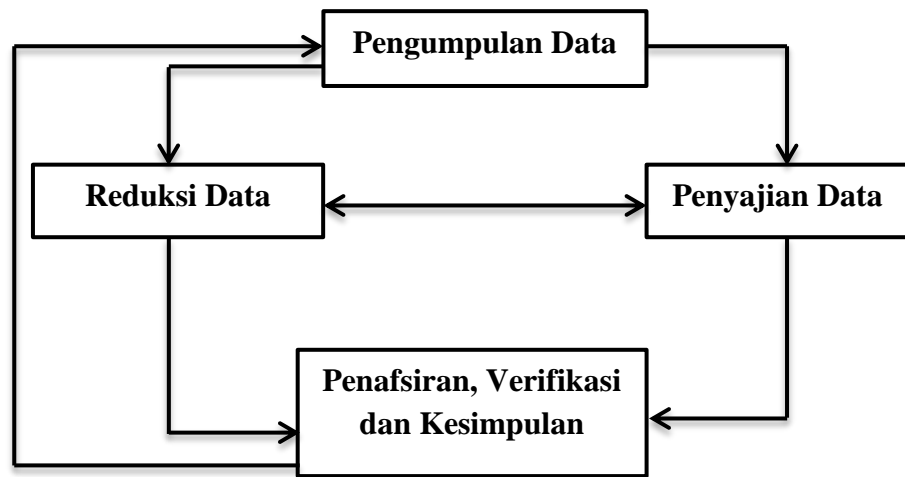 Pengumpulan Data
Reduksi Data
Penyajian Data
Penafsiran, Verifikasi
dan Kesimpulan